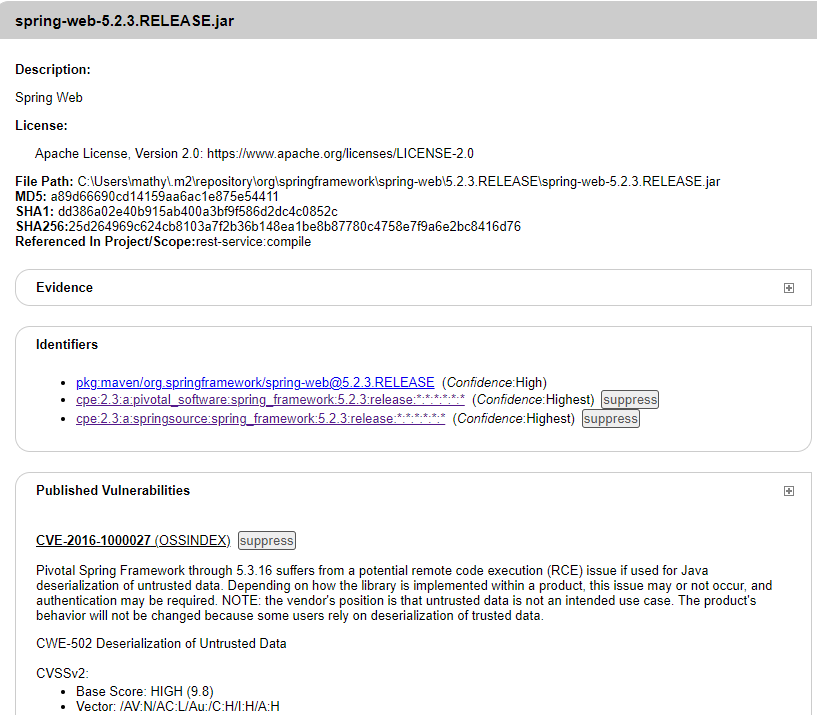 spring-web-5.2.3.RELEASE.jar
Description:
Spring Web
License:
Apache License, Version 2.0: https://www.apache.org/licenses/LICENSE-2.0
File Path: C:\Users\mathy\.m2\repository\org\springframework\spring-web\5.2.3.RELEASE\spring-web-5.2.3.RELEASE.jar
MD5: a89d66690cd14159aa6ac1e875e54411
SHA1: dd386a02e40b915ab400a3bf9f586d2dc4c0852c
SHA256:25d264969c624cb8103a7f2b36b148ea1be8b87780c4758e7f9a6e2bc8416d76
Referenced In Project/Scope:rest-service:compile
Evidence
Identifiers
pkg:maven/org.springframework/spring-web@5.2.3.RELEASE (Confidence:High)
cpe:2.3:a:pivotal_software:spring_framework:5.2.3:release:*:*:*:*:*:* (Confidence:Highest) suppress
cpe:2.3:a:springsource:spring_framework:5.2.3:release:*:*:*:*:*:* (Confidence:Highest) suppress
Published Vulnerabilities
CVE-2016-1000027 (OSSINDEX) suppress
Pivotal Spring Framework through 5.3.16 suffers from a potential remote code execution (RCE) issue if used for Java
deserialization of untrusted data. Depending on how the library is implemented within a product, this issue may or not occur, and
authentication may be required. NOTE: the vendor's position is that untrusted data is not an intended use case. The product's
behavior will not be changed because some users rely on deserialization of trusted data.
CWE-502 Deserialization of Untrusted Data
CVSSv2:
Base Score: HIGH (9.8)
Vector: /AV:N/AC:L/Au:/C:H/I:H/A:H